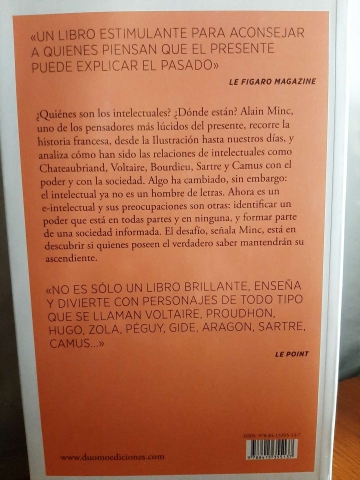 «UN LIBRO ESTIMULANTE PARA ACONSEJAR
A QUIENES PIENSAN QUE EL PRESENTE
PUEDE EXPLICAR EL PASADO»
LE FIGARO MAGAZINE
¿Quiénes son los intelectuales? ¿Dónde están? Alain Minc,
uno de los pensadores más lúcidos del presente, recorre la
historia francesa, desde la Ilustración hasta nuestros días, y
analiza cómo han sido las relaciones de intelectuales como
Chateaubriand, Voltaire, Bourdieu, Sartre y Camus con el
poder y con la sociedad. Algo ha cambiado, sin embargo:
el intelectual ya no es un hombre de letras. Ahora es un
e-intelectual y sus preocupaciones son otras: identificar un
poder que está en todas partes y en ninguna, y formar parte
de una sociedad informada. El desafío, señala Minc, está en
descubrir si quienes poseen el verdadero saber mantendrán su
ascendiente.
«NO ES SÓLO UN LIBRO BRILLANTE, ENSEÑA
Y DIVIERTE CON PERSONAJES DE TODO TIPO
QUE SE LLAMAN VOLTAIRE, PROUDHON,
HUGO, ZOLA, PÉGUY, GIDE, ARAGON, SARTRE,
CAMUS...»
LE POINT
www.duomoediciones.com